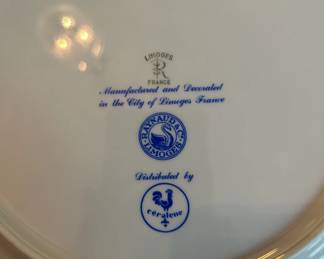 LIMOGES
R
FRANCE
Manufactured and Decorated
in the City of Limoges France
RAYNAUD & Co
LIMOGES
Distributed by
ceralene